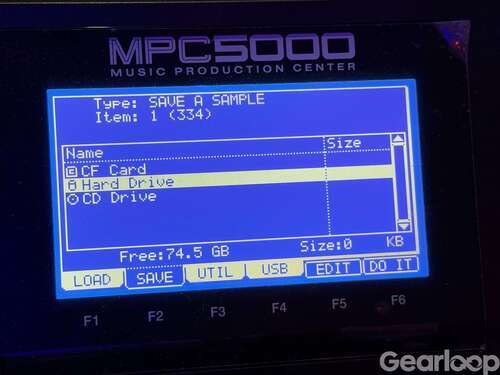 MPC5000
MUSIC PRODUCTION CENTER
Type: SAVE A SAMPLE
Item: 1 (334)
Name Size
CF Card
Hard Drive
CD Drive
Free:74.5 GB Size:0 KB
LOAD SAVE UTIL USB EDIT DO IT
F1 F2 F3 F4 F5 F6
Gearloop